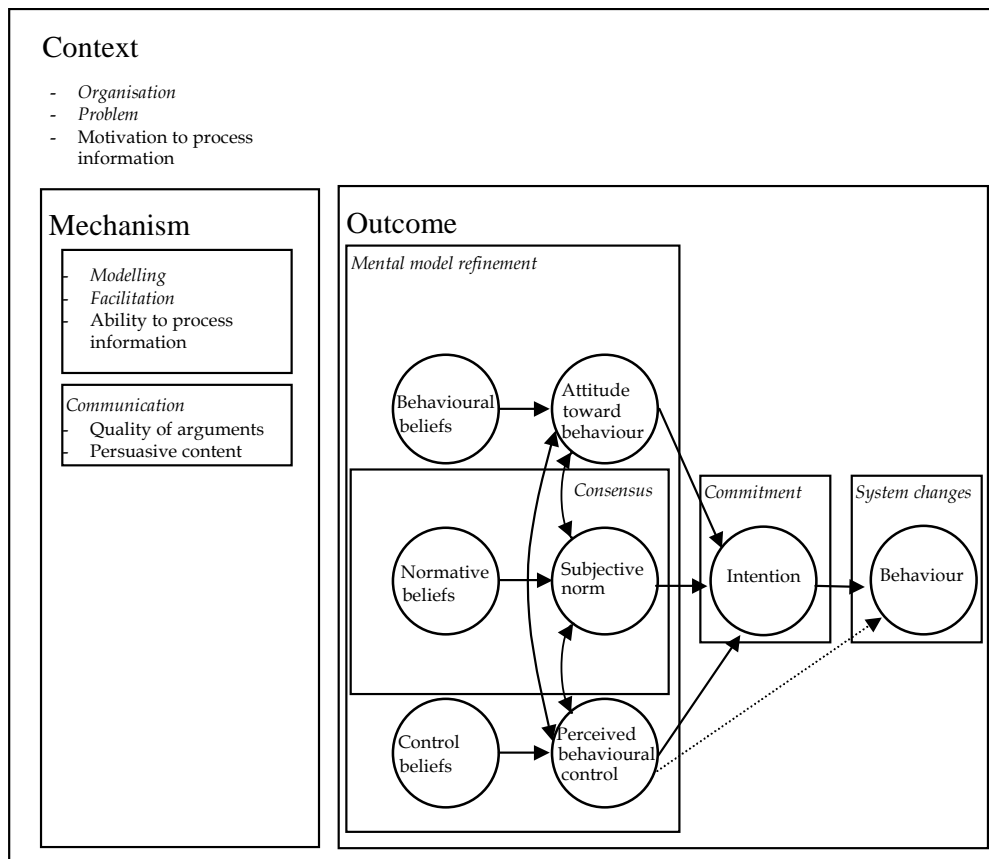 Context
- Organisation
- Problem
- Motivation to process
information
Mechanism
- Modelling
- Facilitation
- Ability to process
information
Communication
- Quality of arguments
- Persuasive content
Outcome
Mental model refinement
Behavioural
beliefs
Attitude
toward
behaviour
Consensus
Normative
beliefs
Subjective
norm
Commitment
Intention
System changes
Behaviour
Control
beliefs
Perceived
behavioural
control